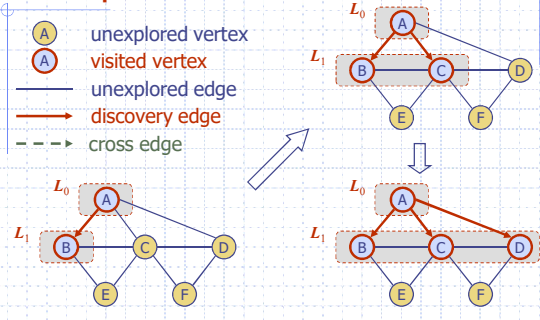 A unexplored vertex
A visited vertex
unexplored edge
discovery edge
cross edge
L0
A
L1
B C D
E F
L0
A
L1
B C D
E F
L0
A
L1
B C D
E F